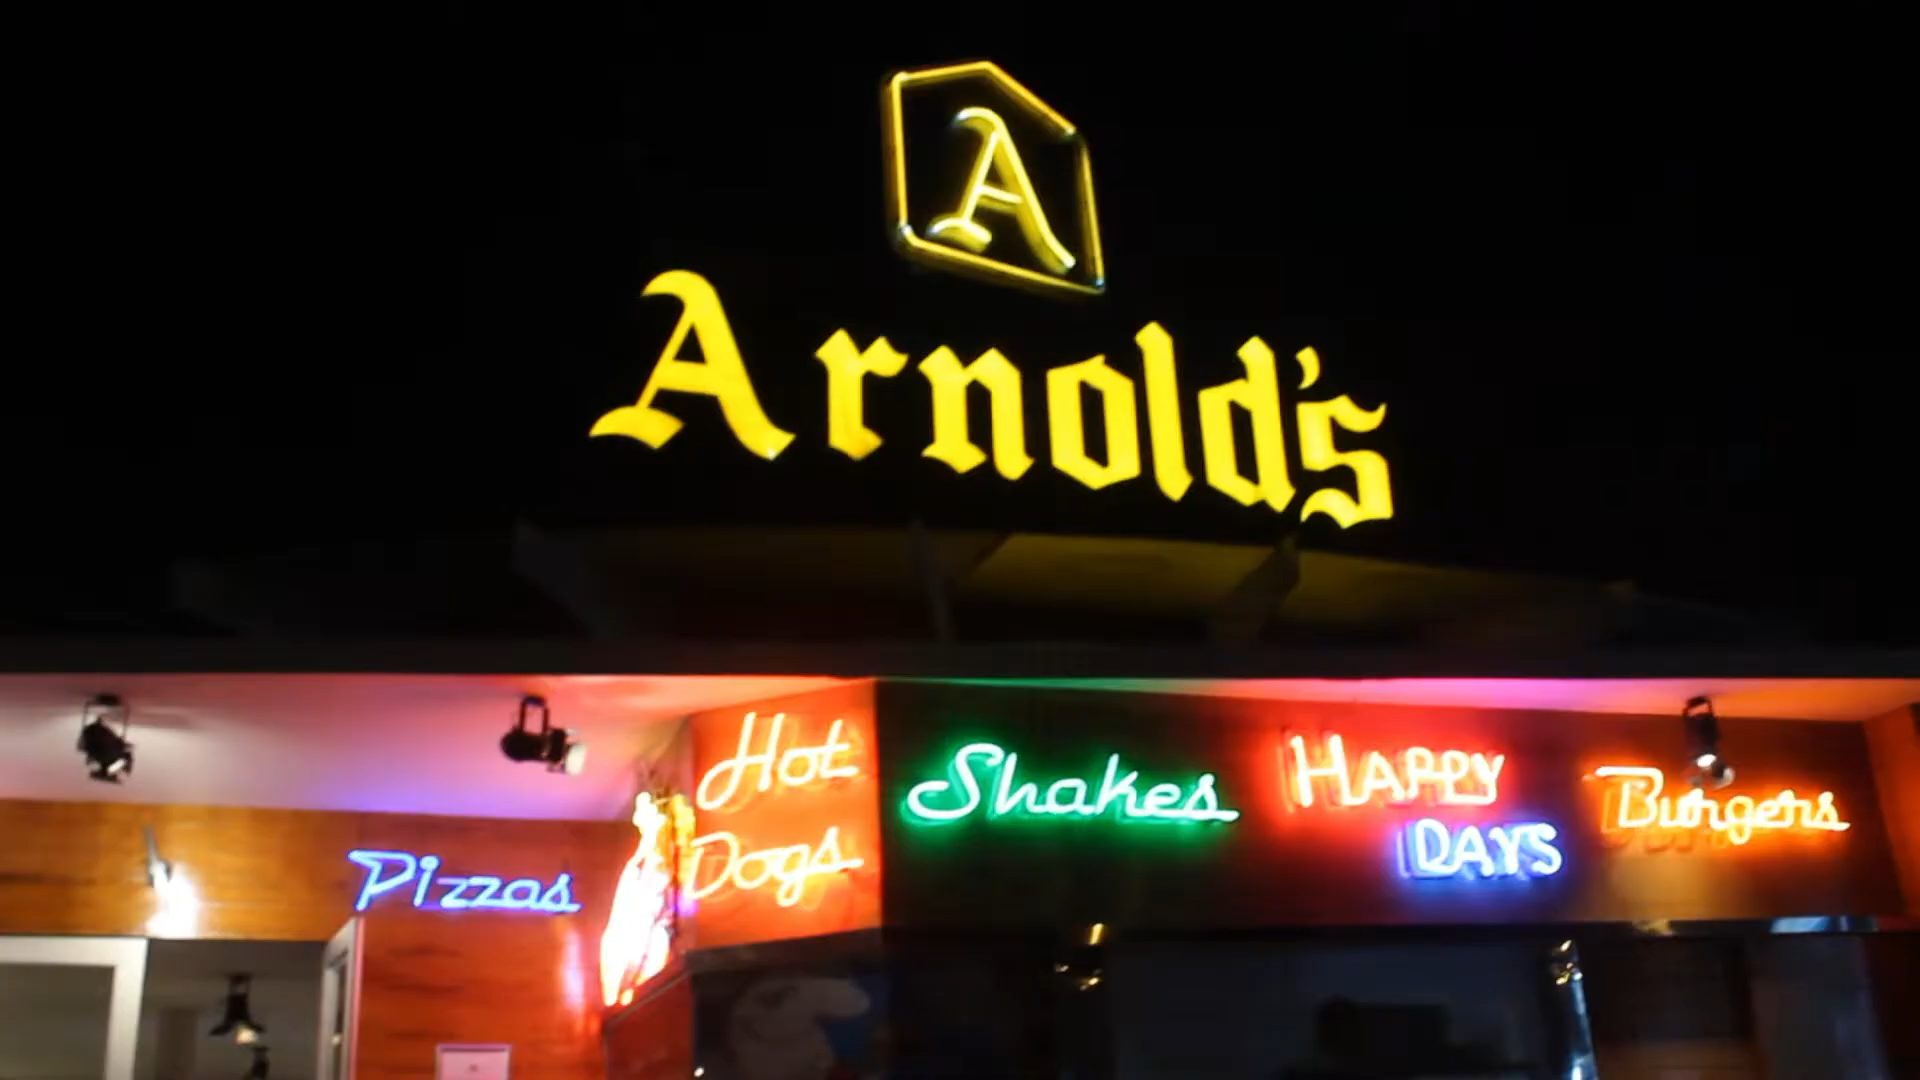 A
Arnold's
Pizzas
Hot
Dogs
Shakes
HAPPY
DAYS
Burgers